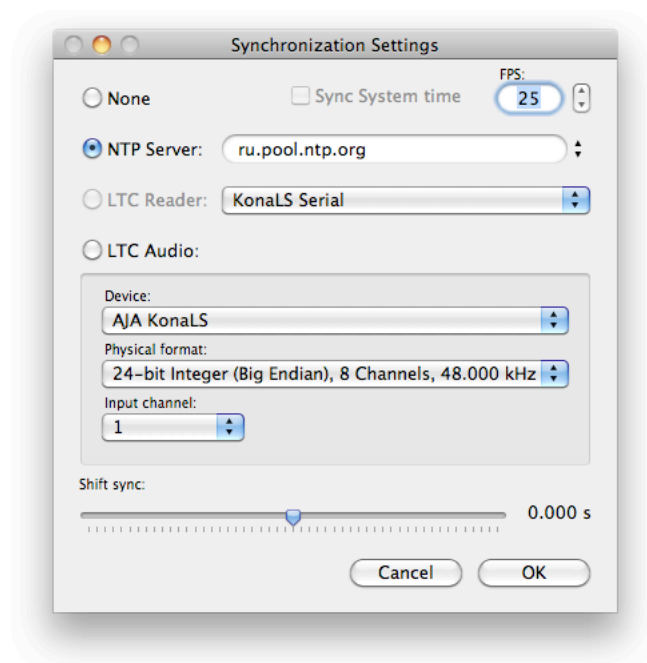 Synchronization Settings
FPS:
None Sync System time 25
NTP Server: ru.pool.ntp.org
LTC Reader: KonaLS Serial
LTC Audio:
Device:
AJA KonaLS
Physical format:
24-bit Integer (Big Endian), 8 Channels, 48.000 kHz
Input channel:
1
Shift sync:
0.000 s
Cancel OK